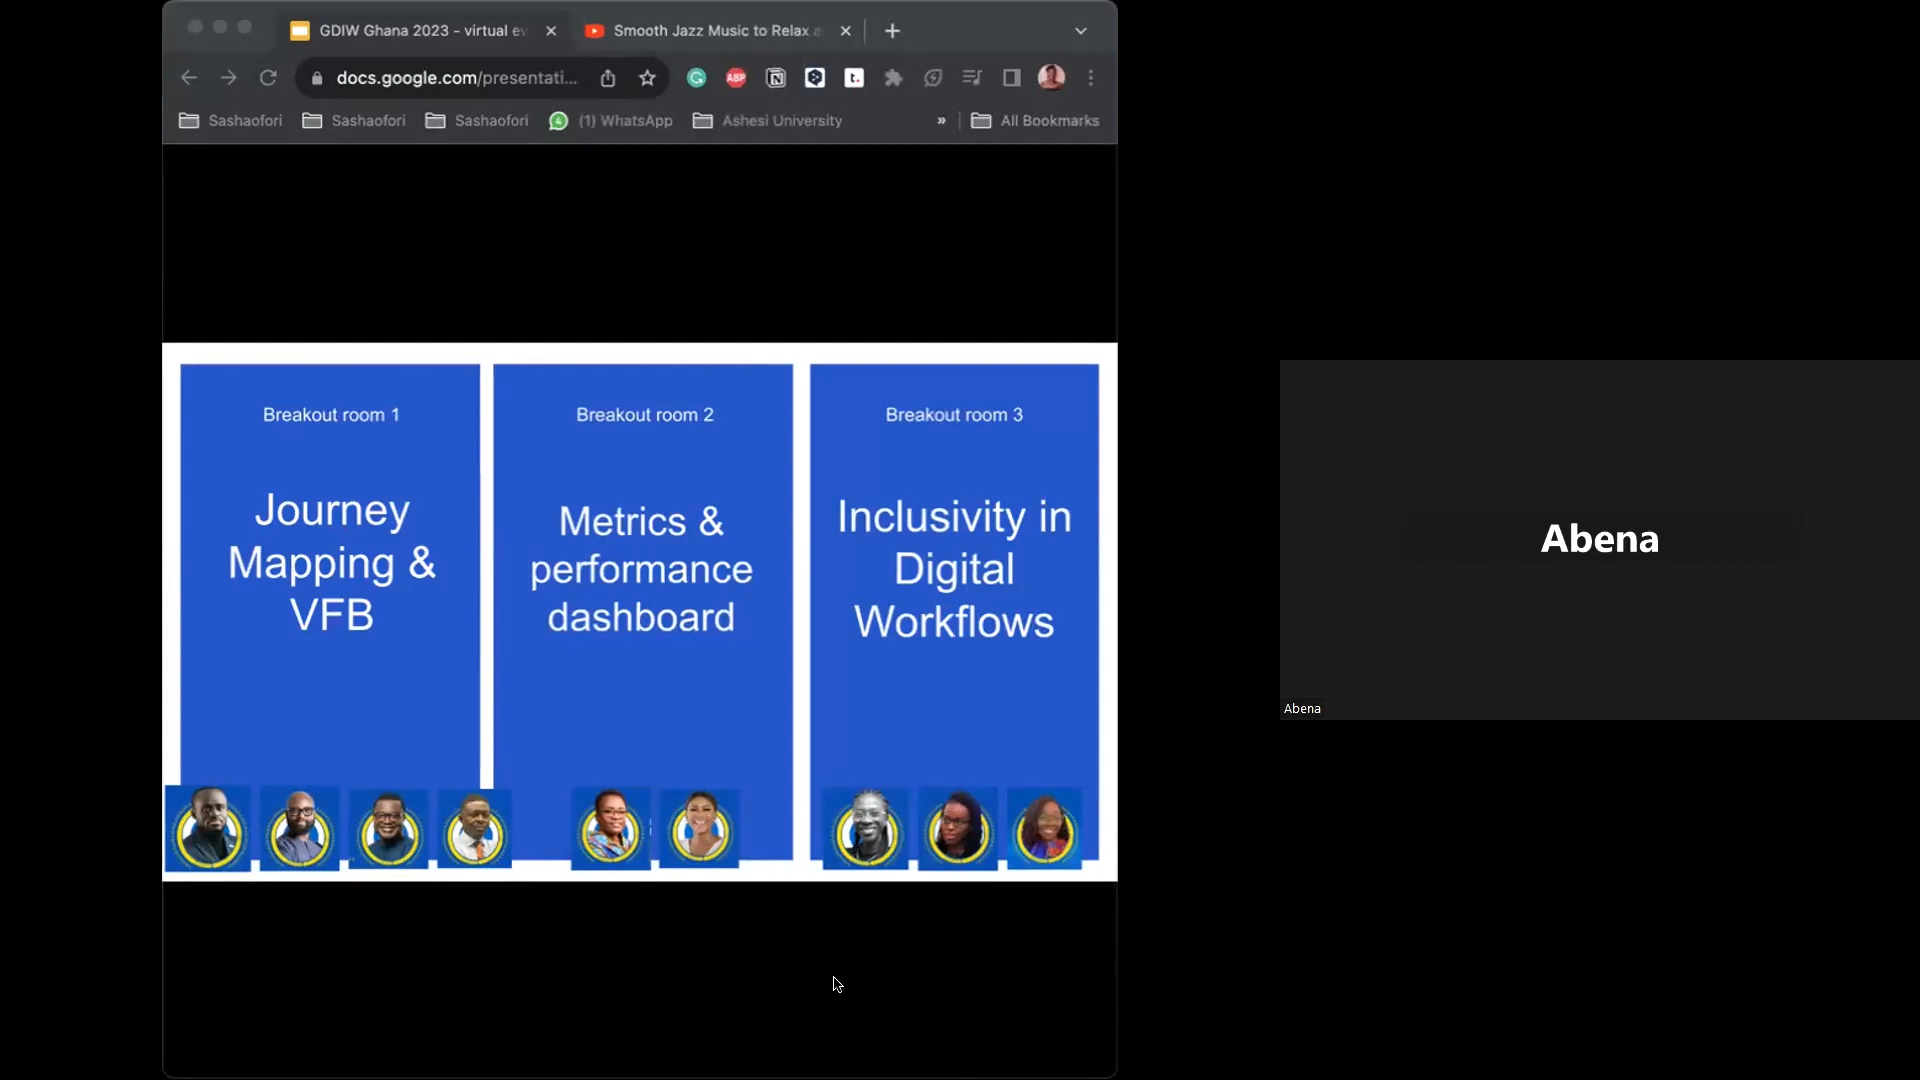 GDIW Ghana 2023 - virtual ev
Smooth Jazz Music to Relax a
docs.google.com/presentati...
ABP
t.
Sashaofori
Sashaofori
Sashaofori
(1) WhatsApp
Ashesi University
»
All Bookmarks
Breakout room 1
Journey
Mapping &
VFB
Breakout room 2
Metrics &
performance
dashboard
Breakout room 3
Inclusivity in
Digital
Workflows
Abena
Abena